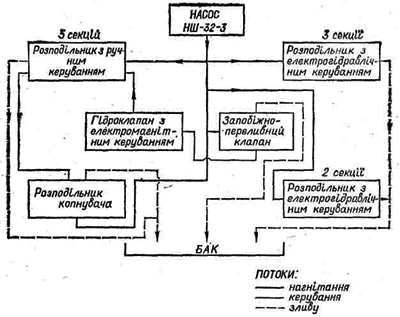 НАСОС
НШ-32-3
5 секцій
Розподільник з руч-
ним
керуванням
3 секції
Розподільник з
електрогідравліч-
ним керуванням
Гідроклапан з
електромагніт-
ним керуванням
Запобіжно-
переливний
клапан
Розподільник
копнувача
2 секції
Розподільник з
електрогідравліч-
ним керуванням
БАК
ПОТОКИ:
нагнітання
керування
зливу